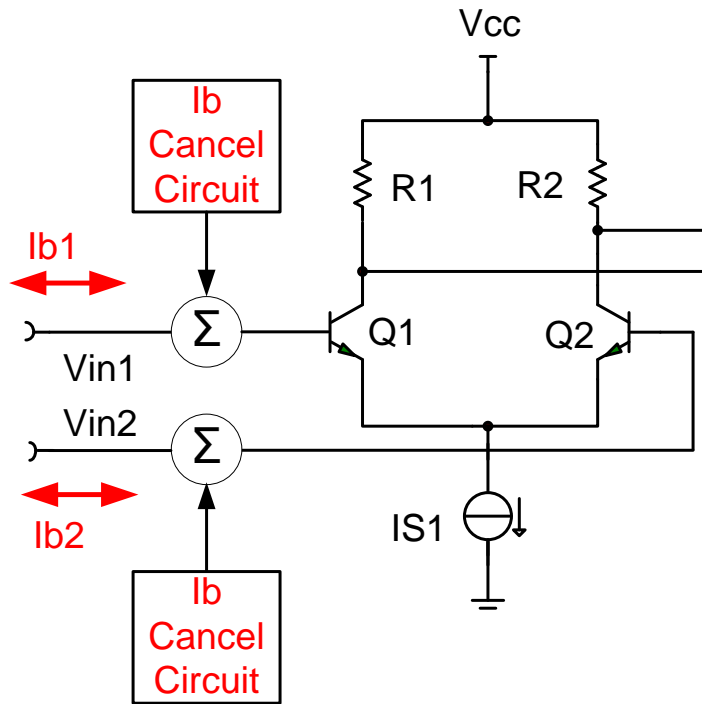 Vcc
Ib
Cancel
Circuit
R1
R2
Ib1
Σ
Q1
Q2
Vin1
Vin2
Σ
Ib2
IS1
Ib
Cancel
Circuit